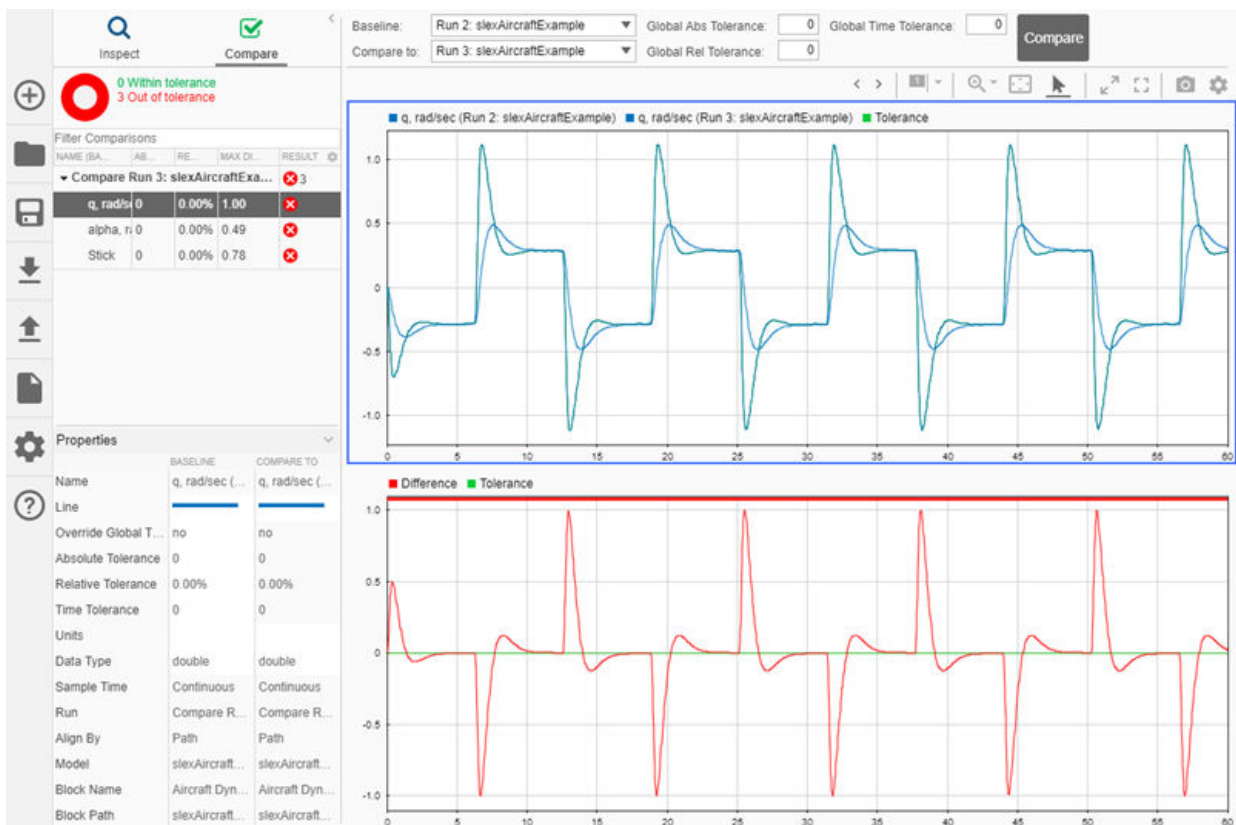 Inspect
Compare
0 Within tolerance
3 Out of tolerance
Filter Comparisons
NAME (BA... AB... RE... MAX DI... RESULT
Compare Run 3: slexAircraftExa... 3
q, rad/s 0 0.00% 1.00
alpha, r 0 0.00% 0.49
Stick 0 0.00% 0.78
Properties
BASELINE COMPARE TO
Name q, rad/sec (... q, rad/sec (...
Line
Override Global T... no no
Absolute Tolerance 0 0
Relative Tolerance 0.00% 0.00%
Time Tolerance 0 0
Units
Data Type double double
Sample Time Continuous Continuous
Run Compare R... Compare R...
Align By Path Path
Model slexAircraft... slexAircraft...
Block Name Aircraft Dyn... Aircraft Dyn...
Block Path slexAircraft... slexAircraft...
Baseline: Run 2: slexAircraftExample Global Abs Tolerance: 0 Global Time Tolerance: 0
Compare to: Run 3: slexAircraftExample Global Rel Tolerance: 0
Compare
q, rad/sec (Run 2: slexAircraftExample) q, rad/sec (Run 3: slexAircraftExample) Tolerance
1.0
0.5
0
-0.5
-1.0
0 5 10 15 20 25 30 35 40 45 50 55 60
Difference Tolerance
1.0
0.5
0
-0.5
-1.0
0 5 10 15 20 25 30 35 40 45 50 55 60